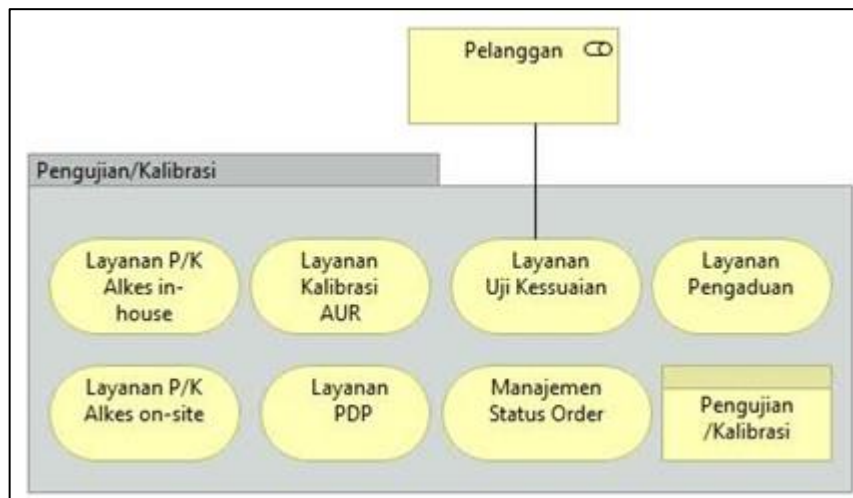 Pelanggan
Pengujian/Kalibrasi
Layanan P/K
Alkes in-
house
Layanan
Kalibrasi
AUR
Layanan
Uji Kessuaian
Layanan
Pengaduan
Layanan P/K
Alkes on-site
Layanan
PDP
Manajemen
Status Order
Pengujian
/Kalibrasi